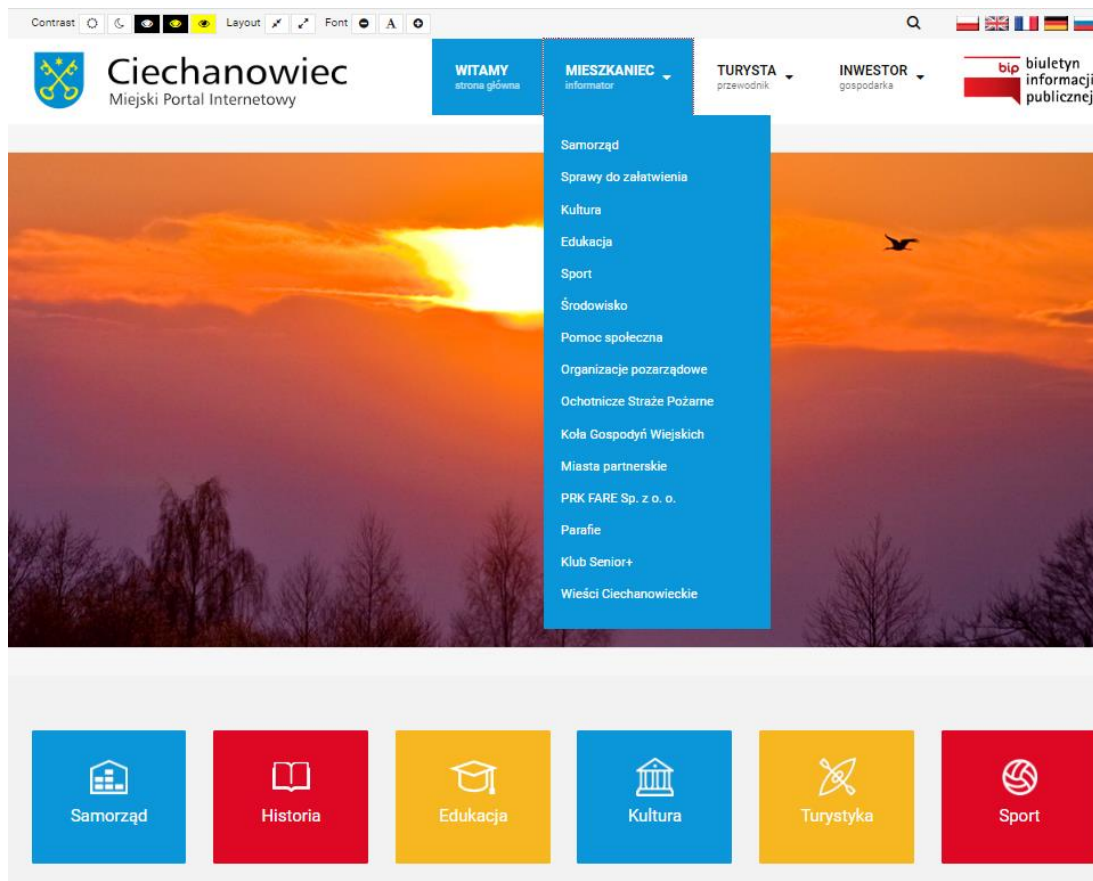 Contrast
Layout
Font
A
Ciechanowiec
Miejski Portal Internetowy
WITAMY
strona główna
MIESZKANIEC
informator
TURYSTA
przewodnik
INWESTOR
gospodarka
bip biuletyn
informacji
publicznej
Samorząd
Sprawy do załatwienia
Kultura
Edukacja
Sport
Środowisko
Pomoc społeczna
Organizacje pozarządowe
Ochotnicze Straże Pożarne
Koła Gospodyń Wiejskich
Miasta partnerskie
PRK FARE Sp. z o. o.
Parafie
Klub Senior+
Wieści Ciechanowieckie
Samorząd
Historia
Edukacja
Kultura
Turystyka
Sport